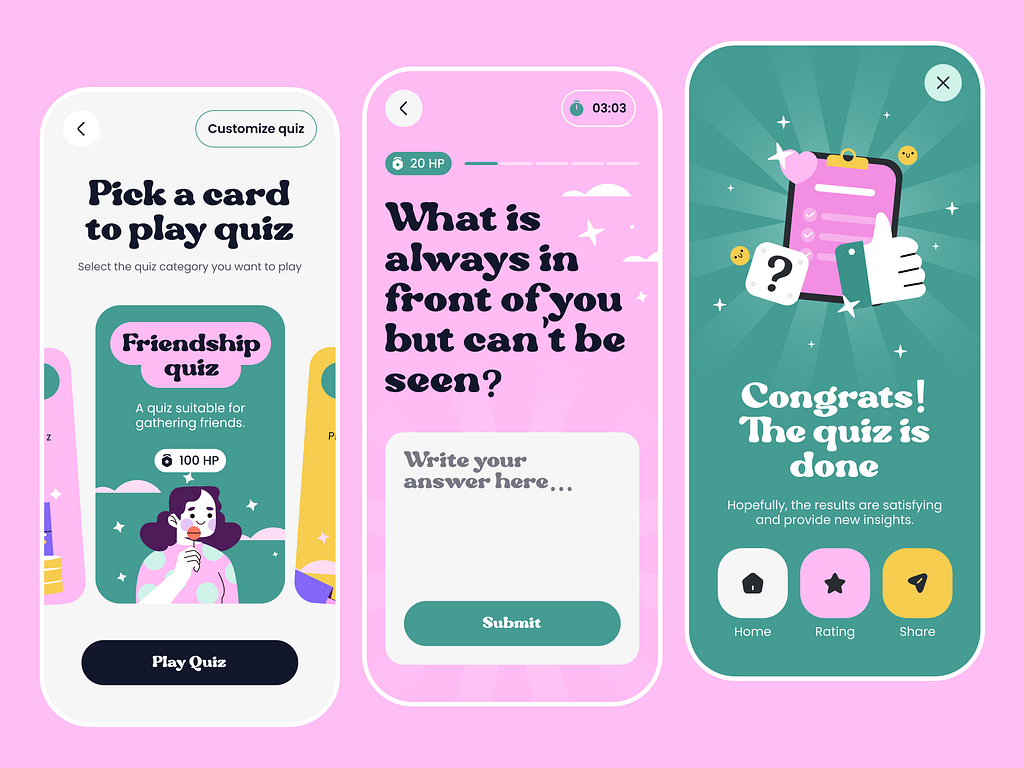 Customize quiz
Pick a card
to play quiz
Select the quiz category you want to play
Friendship
quiz
A quiz suitable for
gathering friends.
100 HP
z
Play Quiz
03:03
20 HP
What is
always in
front of you
but can't be
seen?
Write your
answer here...
Submit
?
Congrats!
The quiz is
done
Hopefully, the results are satisfying
and provide new insights.
Home
Rating
Share